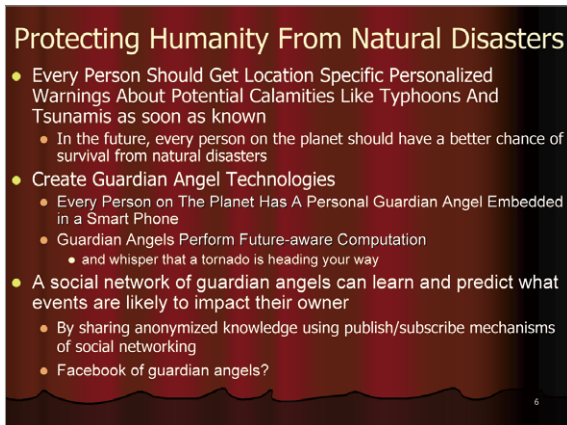 Protecting Humanity From Natural Disasters
Every Person Should Get Location Specific Personalized
Warnings About Potential Calamities Like Typhoons And
Tsunamis as soon as known
In the future, every person on the planet should have a better chance of
survival from natural disasters
Create Guardian Angel Technologies
Every Person on The Planet Has A Personal Guardian Angel Embedded
in a Smart Phone
Guardian Angels Perform Future-aware Computation
and whisper that a tornado is heading your way
A social network of guardian angels can learn and predict what
events are likely to impact their owner
By sharing anonymized knowledge using publish/subscribe mechanisms
of social networking
Facebook of guardian angels?
6